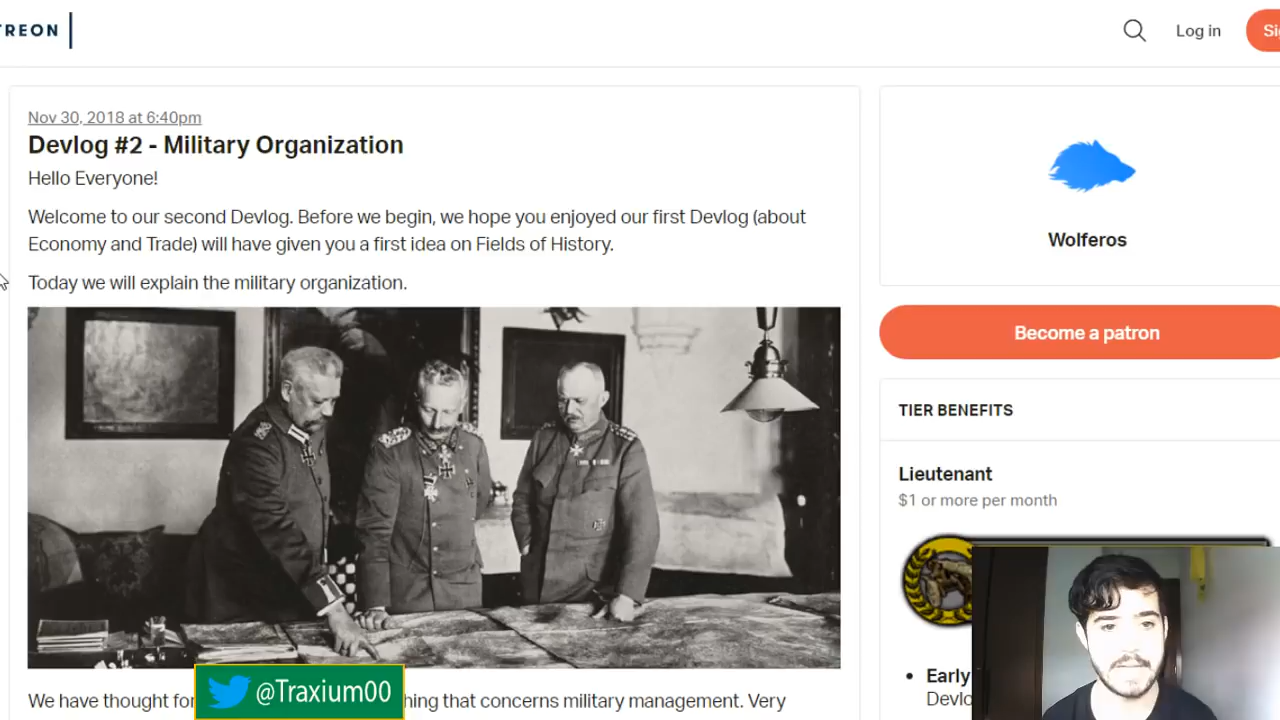 TREON
Log in
Nov 30, 2018 at 6:40pm
Devlog #2 - Military Organization
Hello Everyone!
Welcome to our second Devlog. Before we begin, we hope you enjoyed our first Devlog (about
Economy and Trade) will have given you a first idea on Fields of History.
Today we will explain the military organization.
We have thought for
hing that concerns military management. Very
@Traxium00
Wolferos
Become a patron
TIER BENEFITS
Lieutenant
$1 or more per month
Early